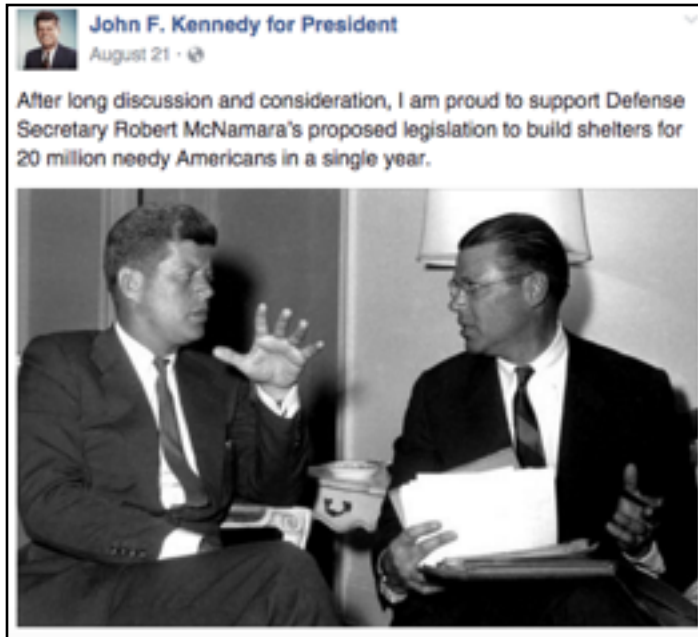 John F. Kennedy for President
August 21 ·
After long discussion and consideration, I am proud to support Defense
Secretary Robert McNamara's proposed legislation to build shelters for
20 million needy Americans in a single year.